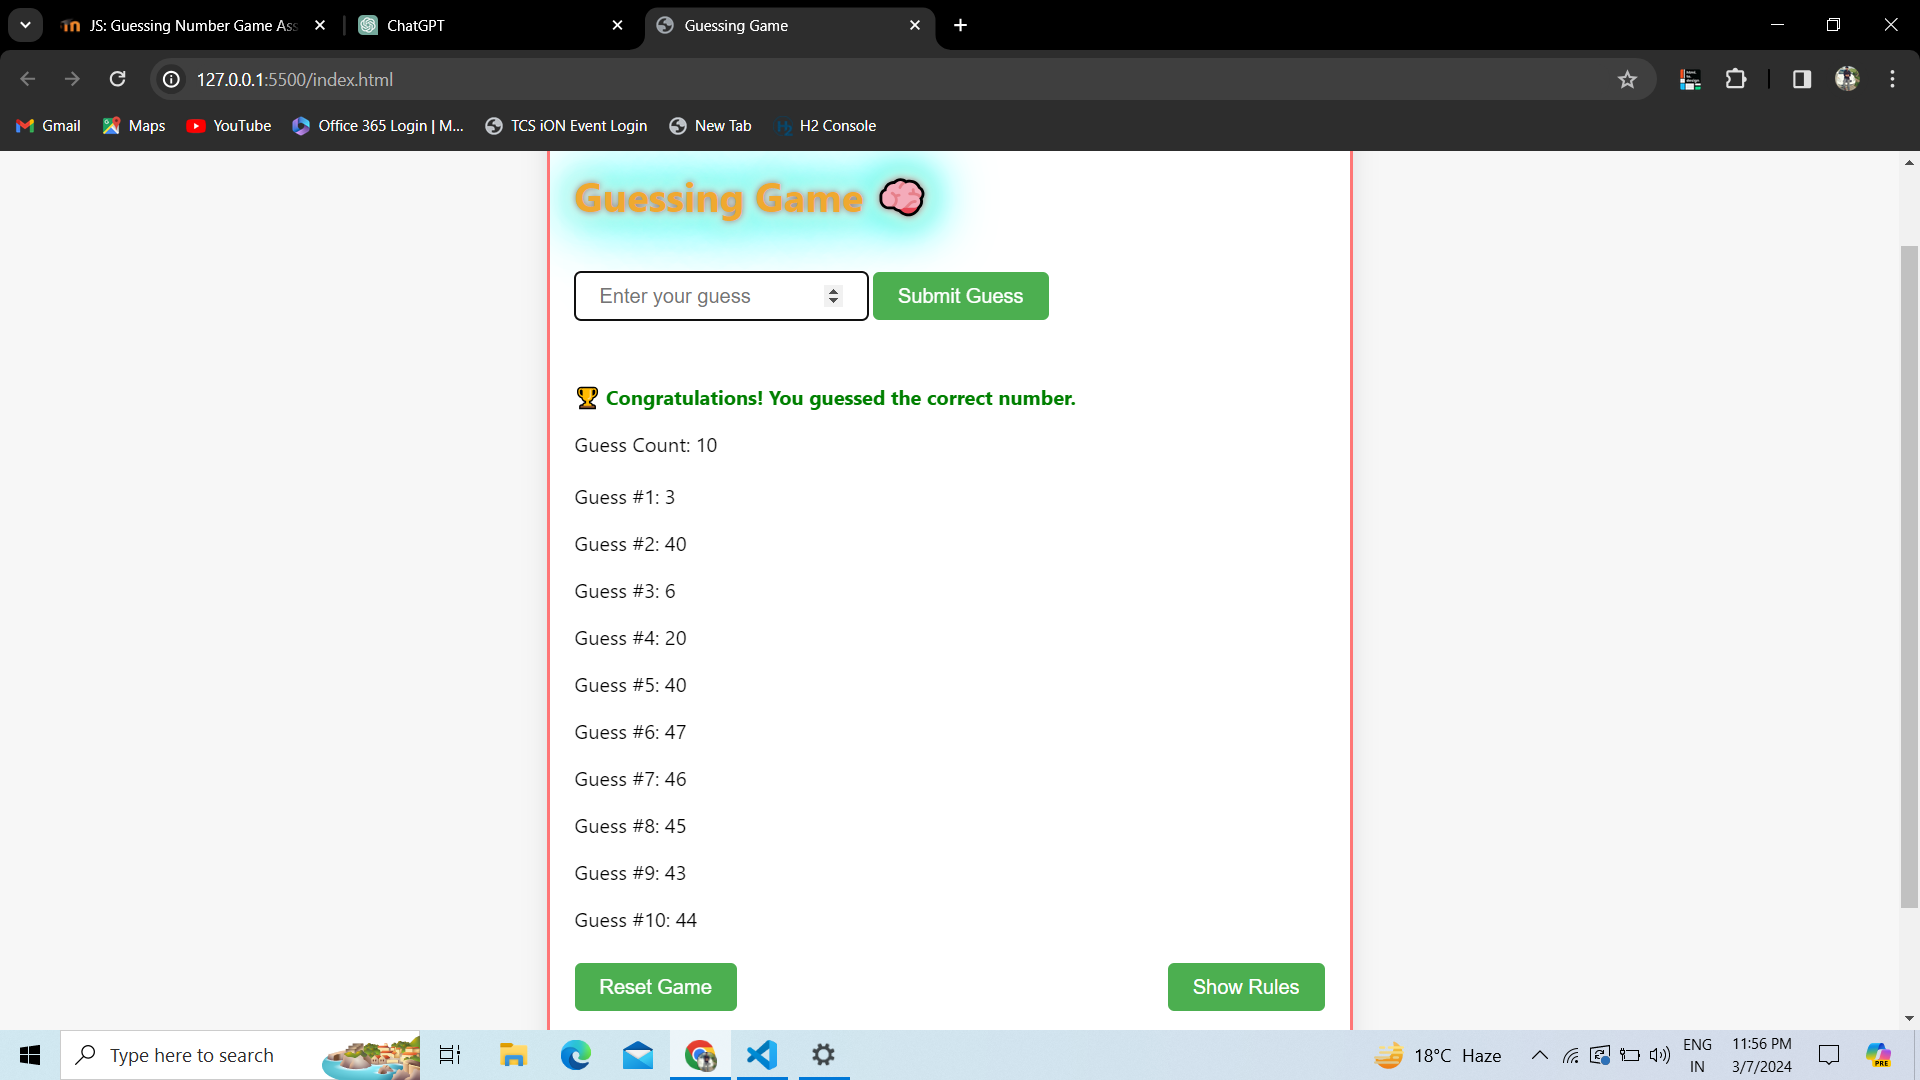 JS: Guessing Number Game Ass
ChatGPT
Guessing Game
127.0.0.1:5500/index.html
Gmail
Maps
YouTube
Office 365 Login | M...
TCS iON Event Login
New Tab
H2 Console
Guessing Game
Enter your guess
Submit Guess
🏆 Congratulations! You guessed the correct number.
Guess Count: 10
Guess #1: 3
Guess #2: 40
Guess #3: 6
Guess #4: 20
Guess #5: 40
Guess #6: 47
Guess #7: 46
Guess #8: 45
Guess #9: 43
Guess #10: 44
Reset Game
Show Rules
Type here to search
18°C Haze
ENG
IN
11:56 PM
3/7/2024
PRE